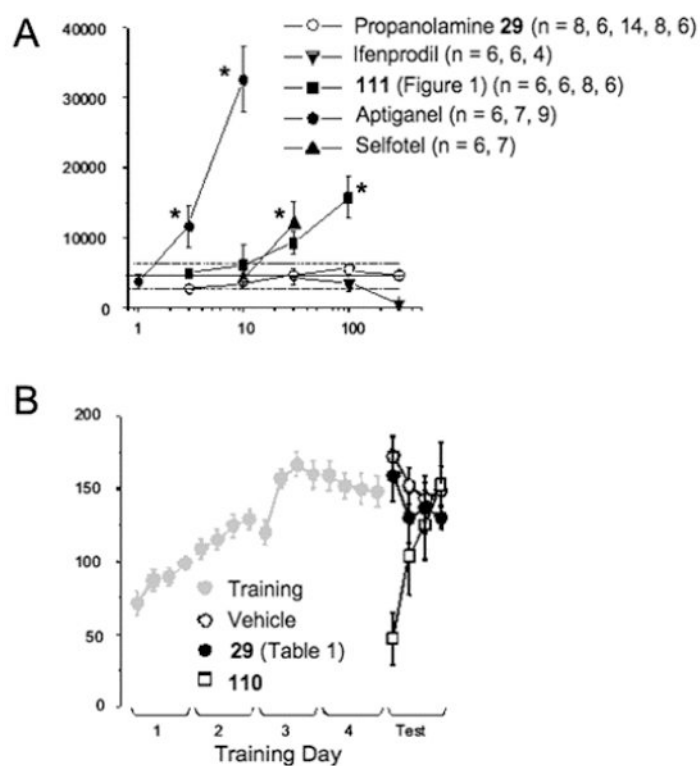 A
40000
30000
20000
10000
0
1
10
100
Propanolamine 29 (n = 8, 6, 14, 8, 6)
Ifenprodil (n = 6, 6, 4)
111 (Figure 1) (n = 6, 6, 8, 6)
Aptiganel (n = 6, 7, 9)
Selfotel (n = 6, 7)
*
*
*
*
B
200
150
100
50
0
Training
Vehicle
29 (Table 1)
110
1 2 3 4 Test
Training Day